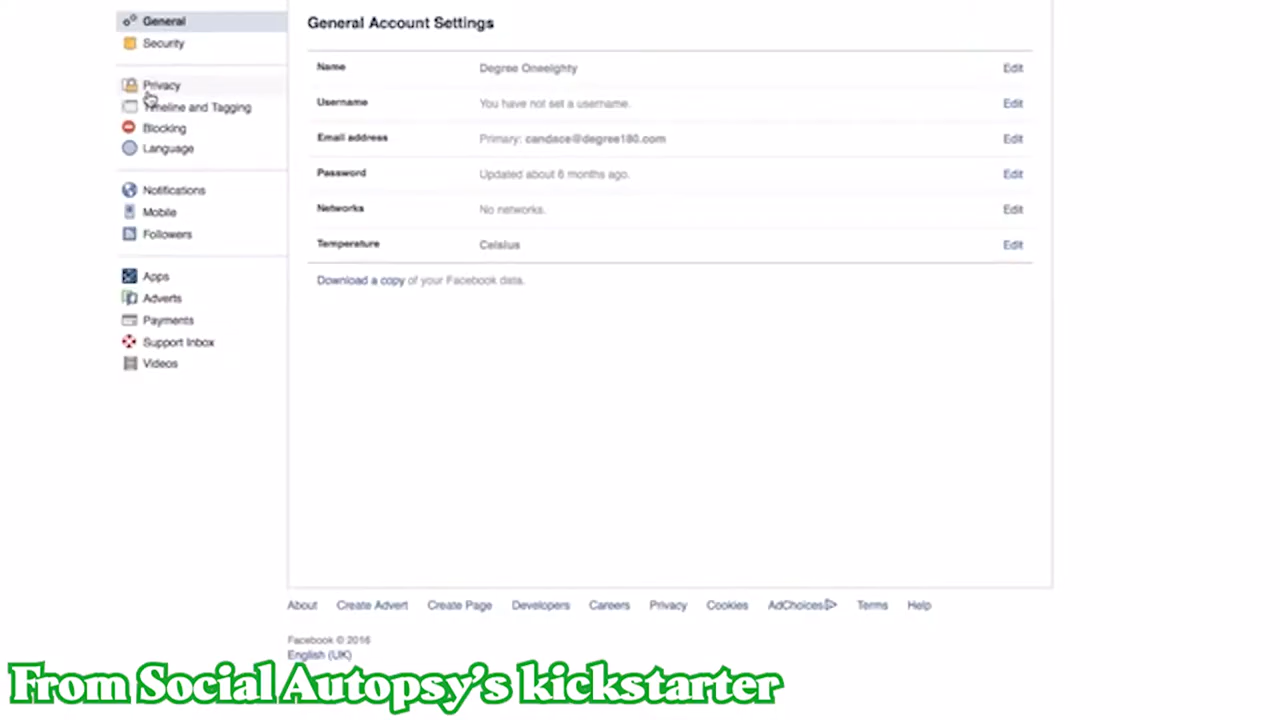 General
Security
Privacy
Timeline and Tagging
Blocking
Language
Notifications
Mobile
Followers
Apps
Adverts
Payments
Support Inbox
Videos
General Account Settings
Name Degree Oneeighty Edit
Username You have not set a username. Edit
Email address Primary: candace@degree180.com Edit
Password Updated about 6 months ago. Edit
Networks No networks. Edit
Temperature Celsius Edit
Download a copy of your Facebook data.
About Create Advert Create Page Developers Careers Privacy Cookies AdChoices Terms Help
Facebook © 2016
English (UK)
From Social Autopsy's kickstarter